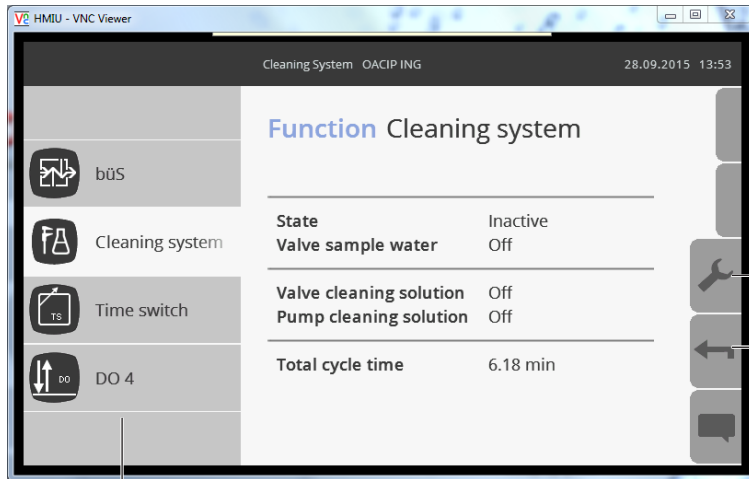 V2 HMIU - VNC Viewer
Cleaning System OACIP ING 28.09.2015 13:53
Function Cleaning system
büS
Cleaning system
TS Time switch
DO DO 4
State Inactive
Valve sample water Off
Valve cleaning solution Off
Pump cleaning solution Off
Total cycle time 6.18 min